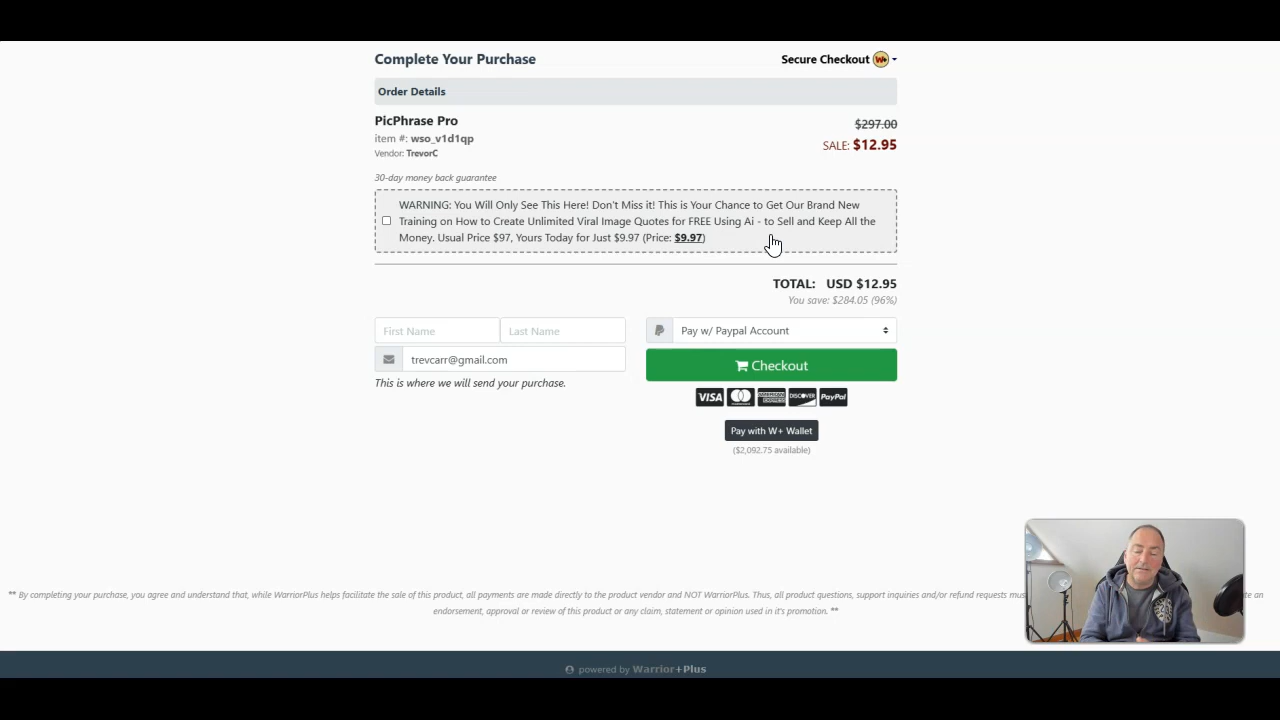 Complete Your Purchase
Secure Checkout
Order Details
PicPhrase Pro
$297.00
item #: wso_v1d1qp
SALE: $12.95
Vendor: TrevorC
30-day money back guarantee
WARNING: You Will Only See This Here! Don't Miss it! This is Your Chance to Get Our Brand New
Training on How to Create Unlimited Viral Image Quotes for FREE Using Ai - to Sell and Keep All the
Money. Usual Price $97, Yours Today for Just $9.97 (Price: $9.97)
TOTAL: USD $12.95
You save: $284.05 (96%)
First Name
Last Name
Pay w/ Paypal Account
trevcarr@gmail.com
Checkout
This is where we will send your purchase.
VISA MasterCard AMERICAN EXPRESS DISCOVER PayPal
Pay with W+ Wallet
($2,092.75 available)
** By completing your purchase, you agree and understand that, while WarriorPlus helps facilitate the sale of this product, all payments are made directly to the product vendor and NOT WarriorPlus. Thus, all product questions, support inquiries and/or refund requests an
endorsement, approval or review of this product or any claim, statement or opinion used in it's promotion. **
powered by Warrior+Plus